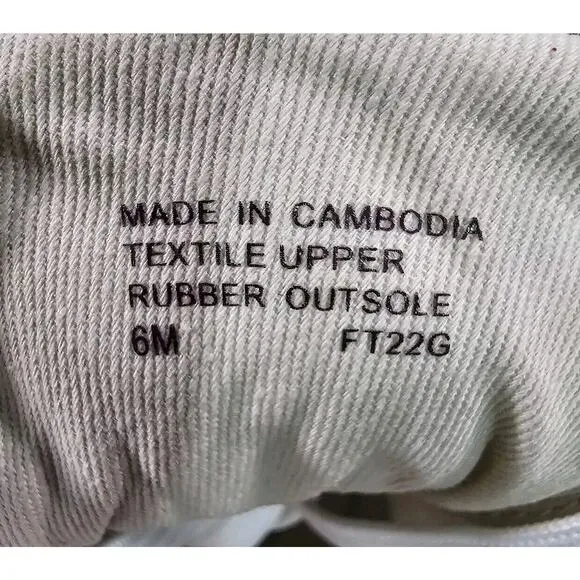 MADE IN CAMBODIA
TEXTILE UPPER
RUBBER OUTSOLE
6M FT22G